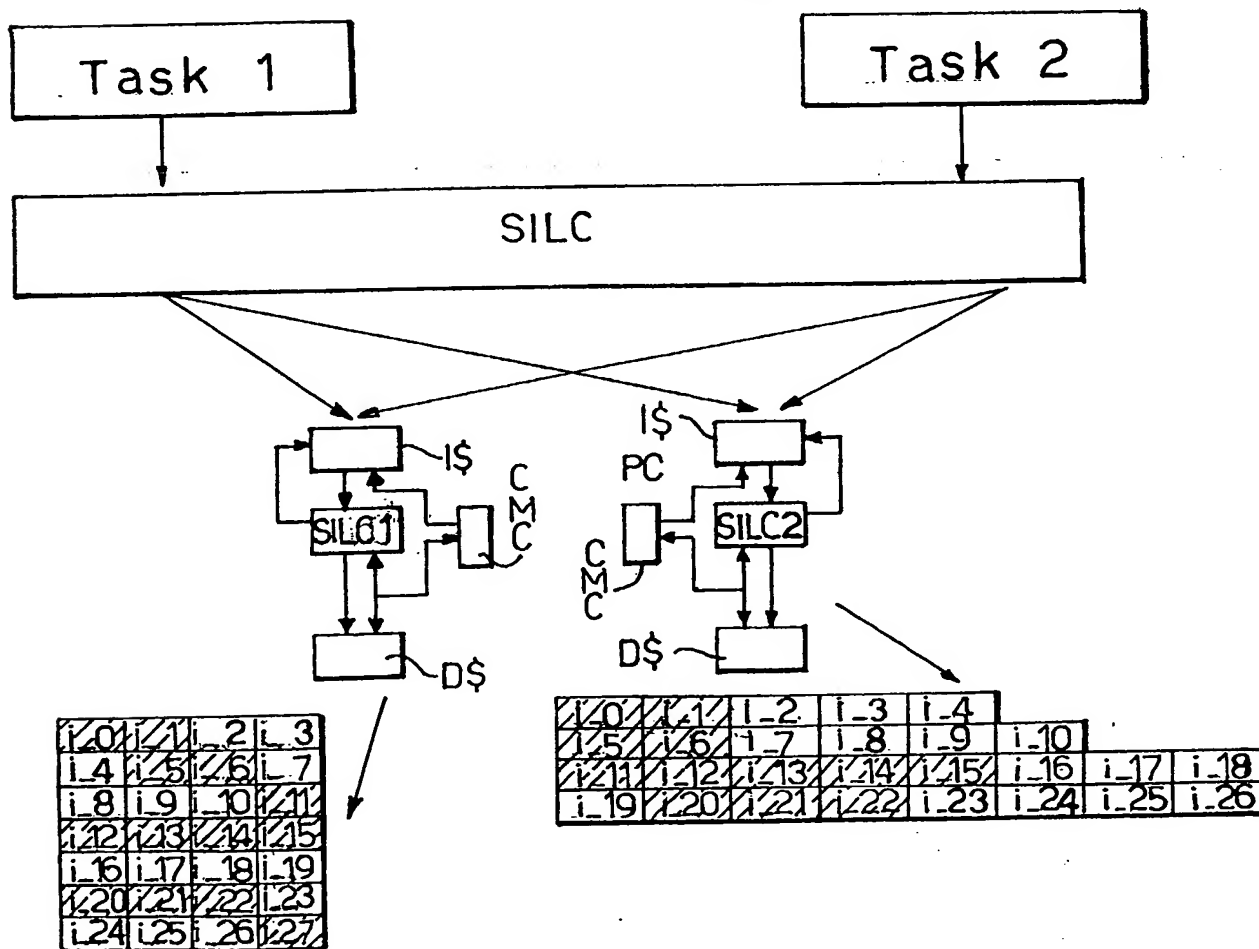 Task 1
Task 2
SILC
I$
I$
PC
CMC
SILC1
SILC2
CMC
D$
D$
i_0 i_1 i_2 i_3
i_4 i_5 i_6 i_7
i_8 i_9 i_10 i_11
i_12 i_13 i_14 i_15
i_16 i_17 i_18 i_19
i_20 i_21 i_22 i_23
i_24 i_25 i_26 i_27
i_0 i_1 i_2 i_3 i_4
i_5 i_6 i_7 i_8 i_9 i_10
i_11 i_12 i_13 i_14 i_15 i_16 i_17 i_18
i_19 i_20 i_21 i_22 i_23 i_24 i_25 i_26